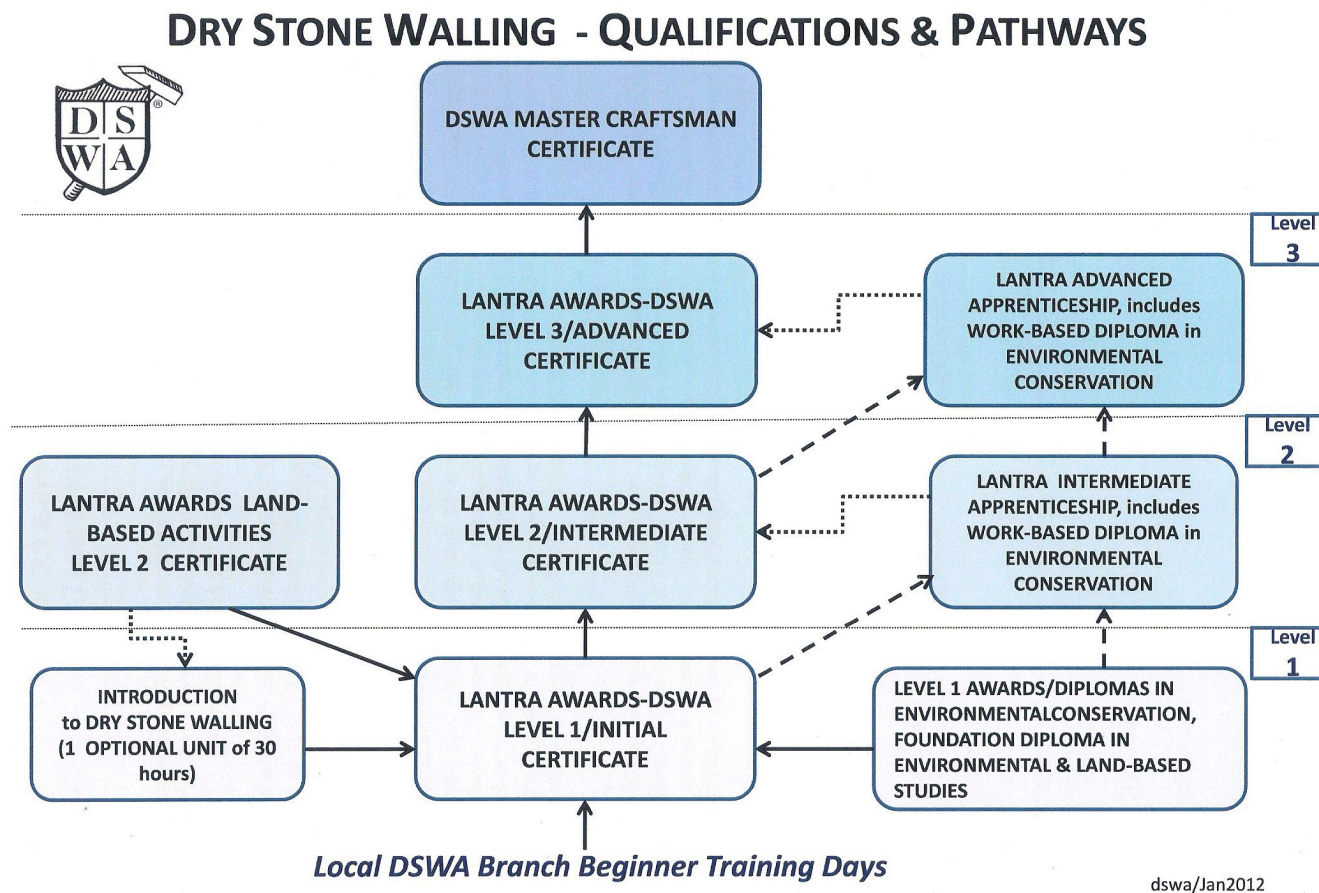 DRY STONE WALLING - QUALIFICATIONS & PATHWAYS
D S
W A
®
DSWA MASTER CRAFTSMAN
CERTIFICATE
Level
3
LANTRA AWARDS-DSWA
LEVEL 3/ADVANCED
CERTIFICATE
LANTRA ADVANCED
APPRENTICESHIP, includes
WORK-BASED DIPLOMA in
ENVIRONMENTAL
CONSERVATION
Level
2
LANTRA AWARDS LAND-
BASED ACTIVITIES
LEVEL 2 CERTIFICATE
LANTRA AWARDS-DSWA
LEVEL 2/INTERMEDIATE
CERTIFICATE
LANTRA INTERMEDIATE
APPRENTICESHIP, includes
WORK-BASED DIPLOMA in
ENVIRONMENTAL
CONSERVATION
Level
1
INTRODUCTION
to DRY STONE WALLING
(1 OPTIONAL UNIT of 30
hours)
LANTRA AWARDS-DSWA
LEVEL 1/INITIAL
CERTIFICATE
LEVEL 1 AWARDS/DIPLOMAS IN
ENVIRONMENTALCONSERVATION,
FOUNDATION DIPLOMA IN
ENVIRONMENTAL & LAND-BASED
STUDIES
Local DSWA Branch Beginner Training Days
dswa/Jan2012